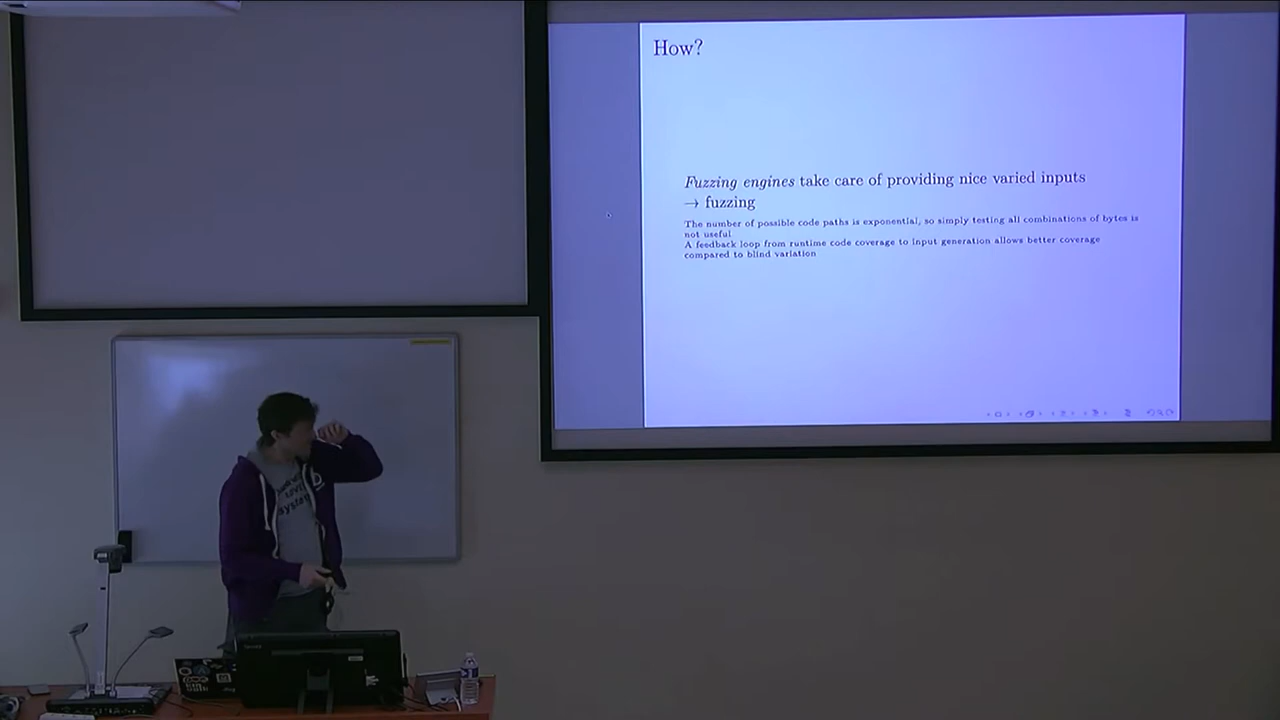 How?
Fuzzing engines take care of providing nice varied inputs
→ fuzzing
The number of possible code paths is exponential, so simply testing all combinations of bytes is
not useful
A feedback loop from runtime code coverage to input generation allows better coverage
compared to blind variation
system